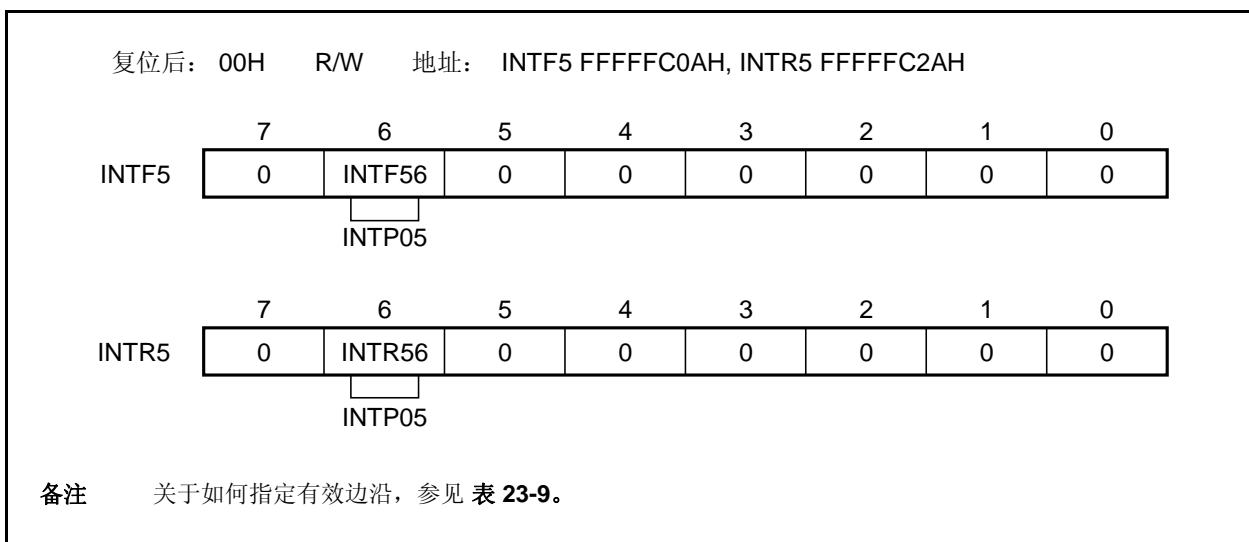 复位后： 00H R/W 地址： INTF5 FFFFFC0AH, INTR5 FFFFFC2AH
7 6 5 4 3 2 1 0
INTF5 0 INTF56 0 0 0 0 0 0
INTP05
7 6 5 4 3 2 1 0
INTR5 0 INTR56 0 0 0 0 0 0
INTP05
备注 关于如何指定有效边沿，参见 表 23-9。